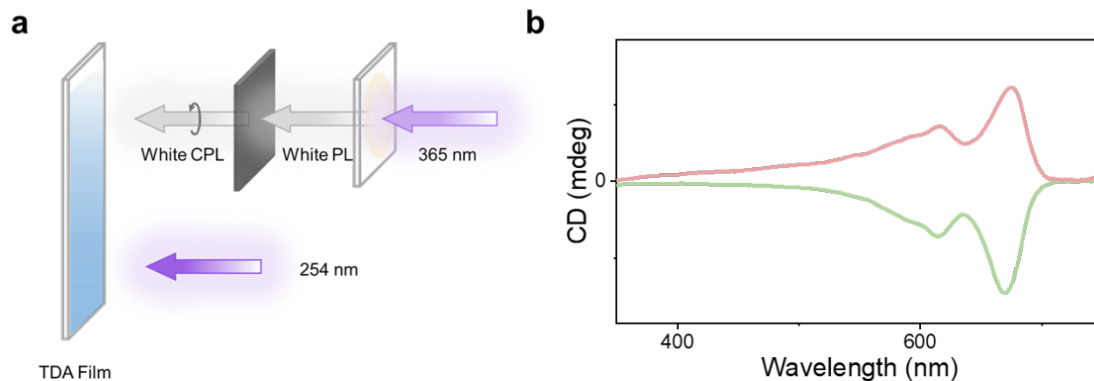 a
White CPL
White PL
365 nm
254 nm
TDA Film
b
CD (mdeg)
0
400
600
Wavelength (nm)